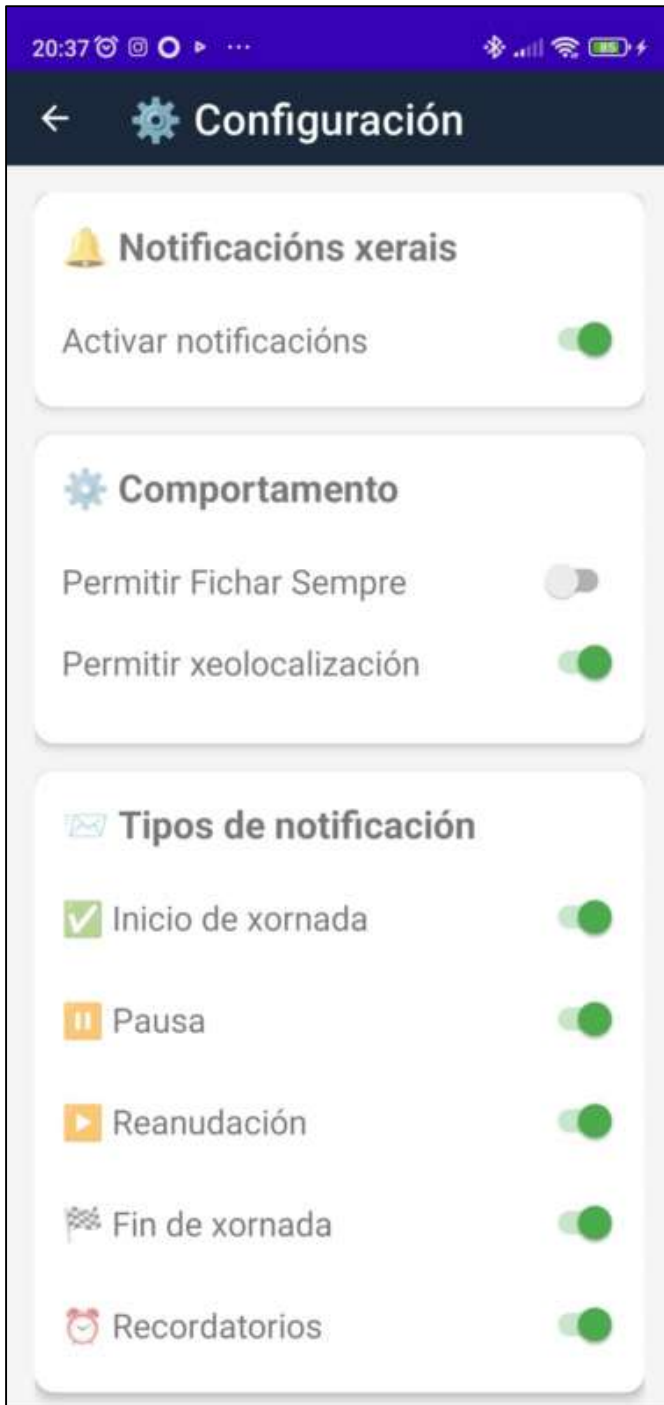 20:37
85
Configuración
Notificacións xerais
Activar notificacións
Comportamento
Permitir Fichar Sempre
Permitir xeolocalización
Tipos de notificación
Inicio de xornada
Pausa
Reanudación
Fin de xornada
Recordatorios